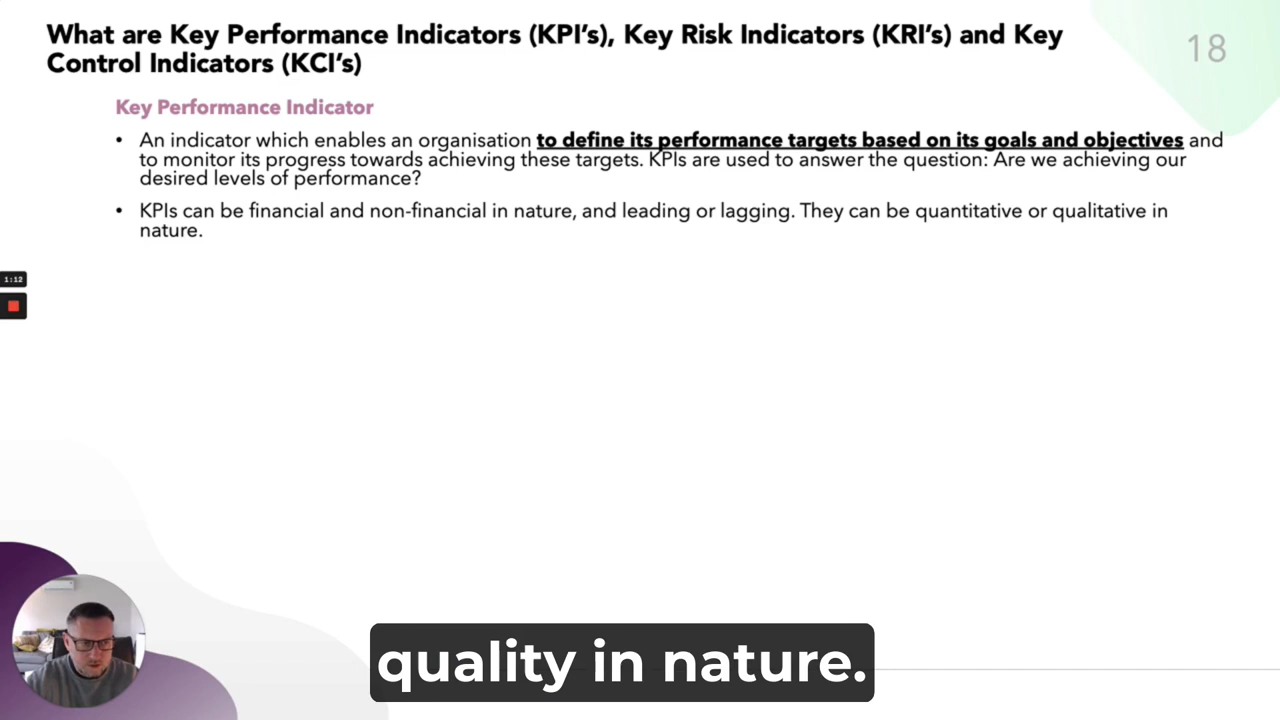 What are Key Performance Indicators (KPI's), Key Risk Indicators (KRI's) and Key
Control Indicators (KCI's)
18
Key Performance Indicator
• An indicator which enables an organisation to define its performance targets based on its goals and objectives and
to monitor its progress towards achieving these targets. KPIs are used to answer the question: Are we achieving our
desired levels of performance?
• KPIs can be financial and non-financial in nature, and leading or lagging. They can be quantitative or qualitative in
nature.
1:12
quality in nature.